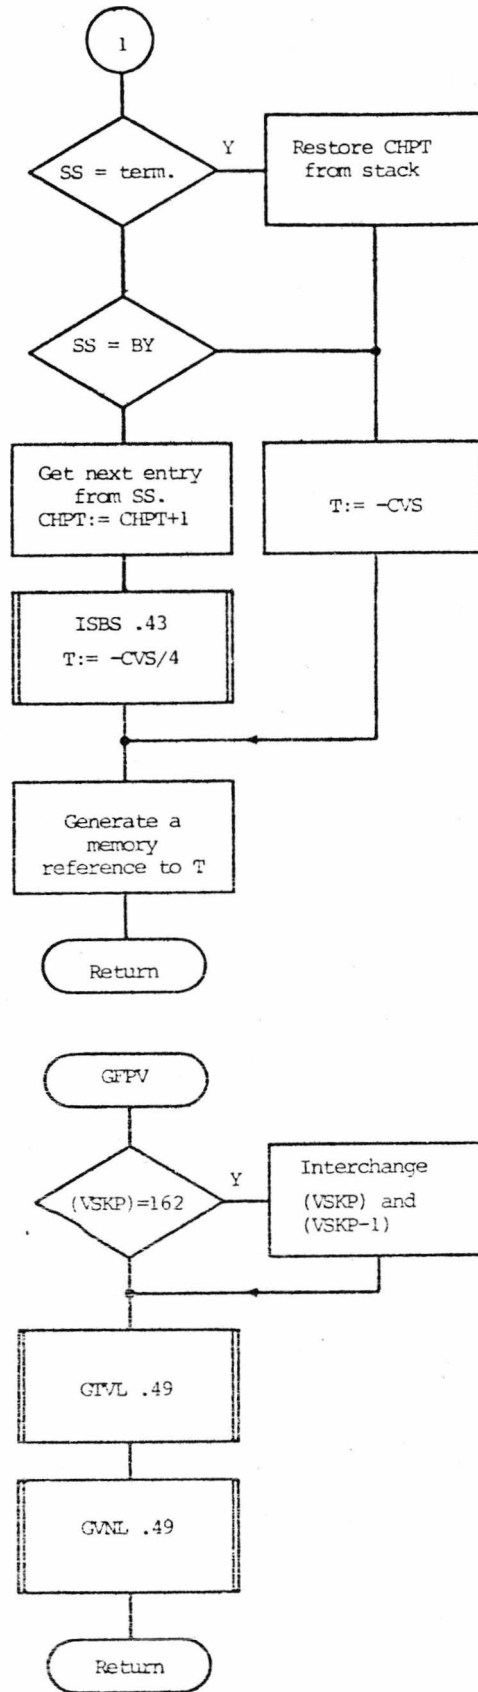 1
SS = term.
Y
Restore CHPT
from stack
SS = BY
Get next entry
from SS.
CHPT:= CHPT+1
T:= -CVS
ISBS .43
T:= -CVS/4
Generate a
memory
reference to T
Return
GFPV
(VSKP)=162
Y
Interchange
(VSKP) and
(VSKP-1)
GTVL .49
GVNL .49
Return